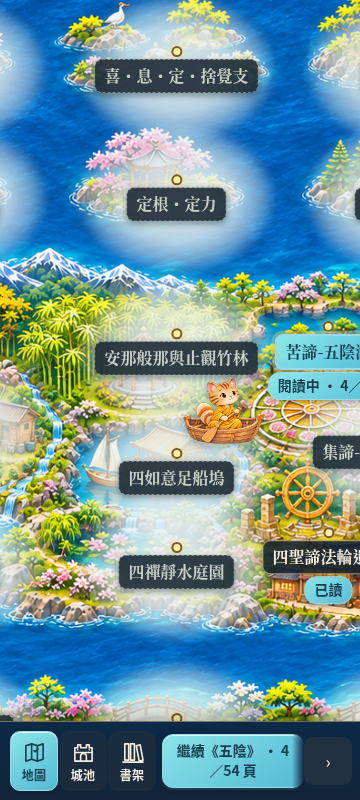 喜・息・定・捨覺支
定根・定力
安那般那與止觀竹林
苦諦-五陰
閱讀中 · 4/
集諦-
四如意足船塢
四聖諦法輪
已讀
四禪靜水庭園
地圖
城池
書架
繼續《五陰》 · 4
/54 頁
›